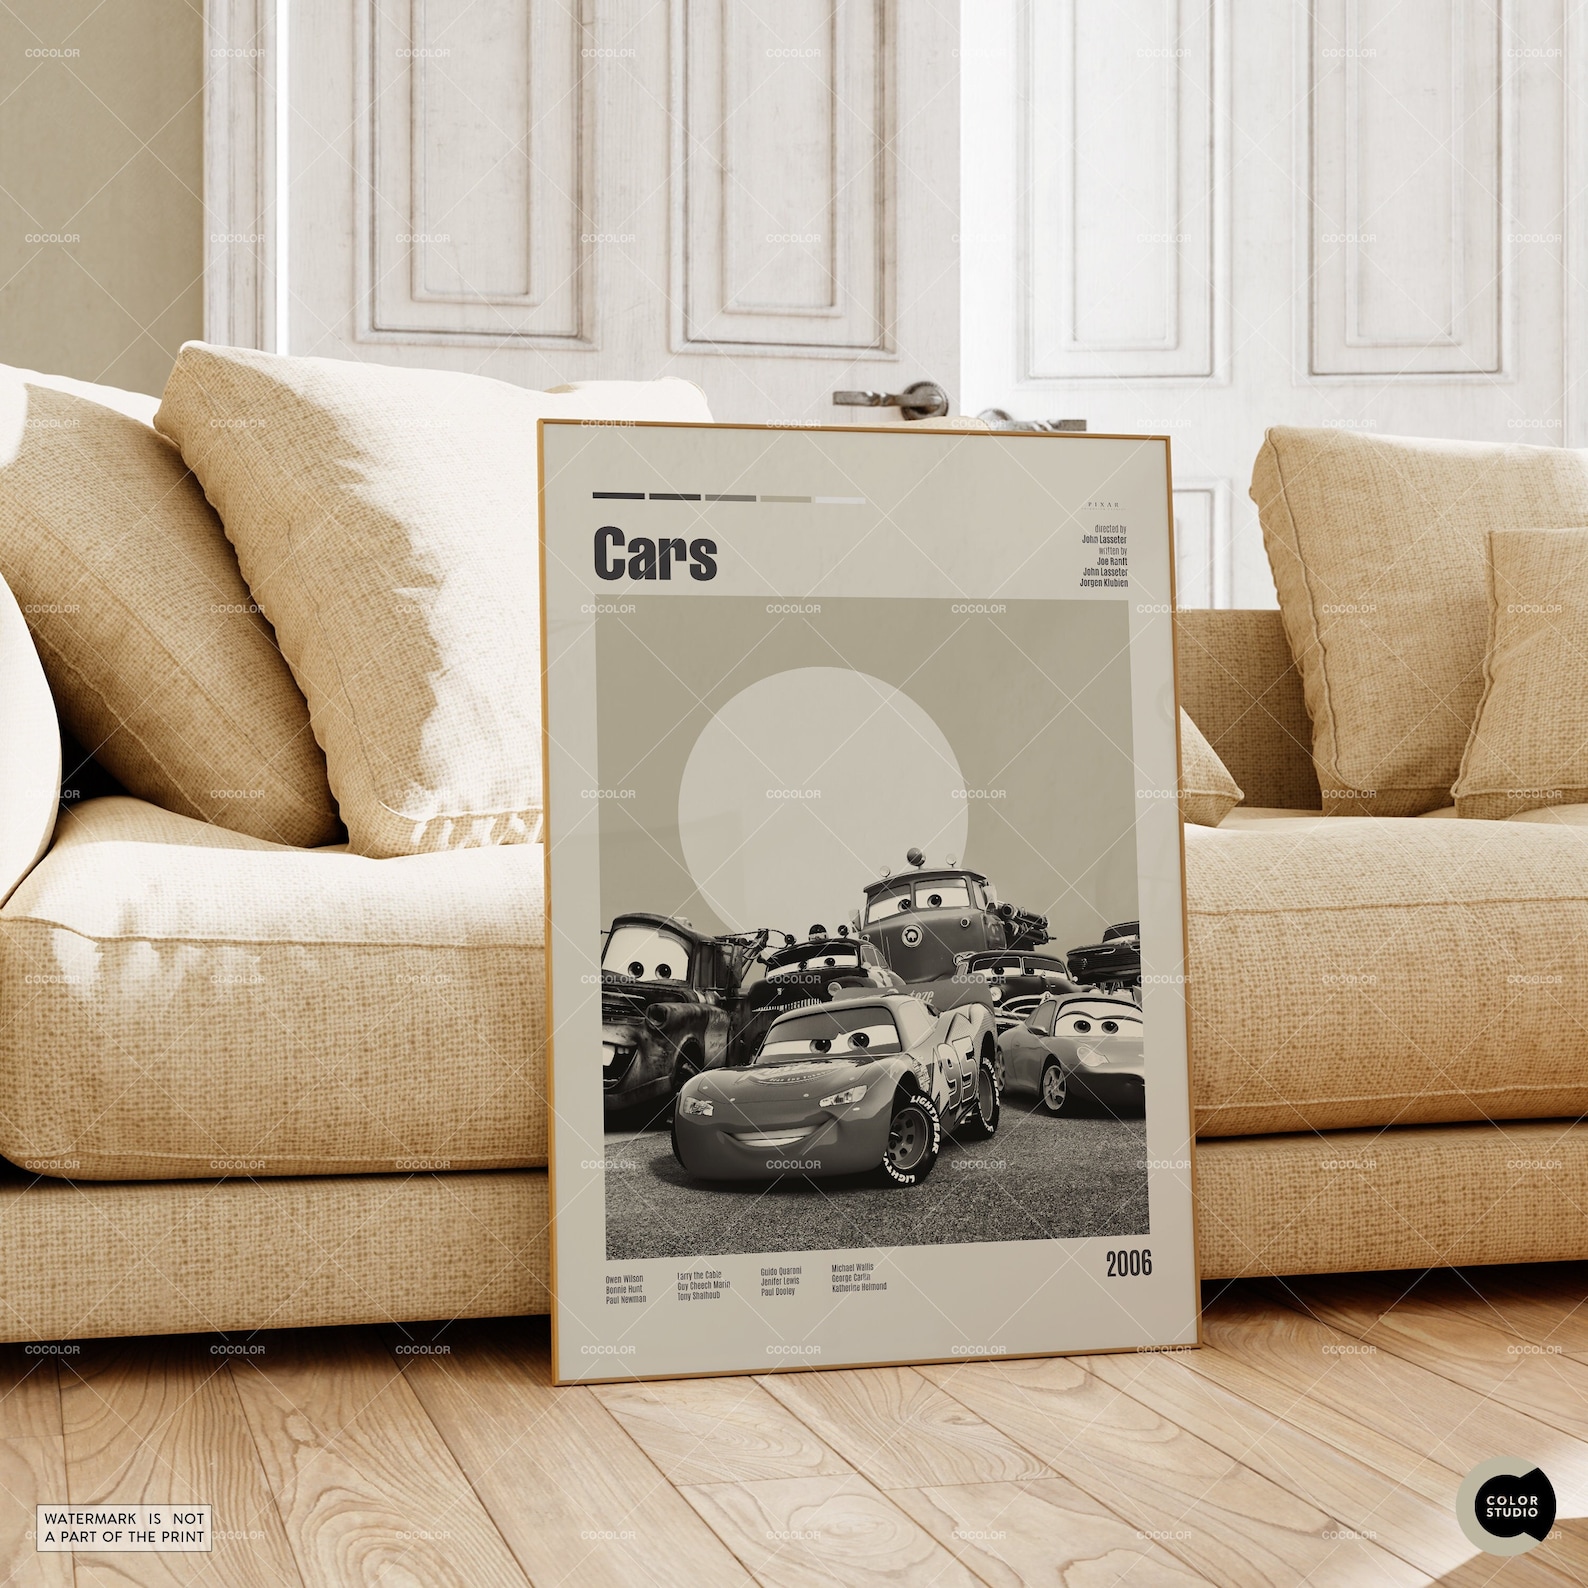 PIXAR
Cars
directed by
John Lasseter
written by
Joe Ranft
John Lasseter
Jorgen Klubien
95
LIGHTYEAR
LIGHTY
Owen Wilson
Bonnie Hunt
Paul Newman
Larry the Cable
Guy Cheech Marin
Tony Shalhoub
Guido Quaroni
Jenifer Lewis
Paul Dooley
Michael Wallis
George Carlin
Katherine Helmond
2006
WATERMARK IS NOT
A PART OF THE PRINT
COLOR
STUDIO
COCOLOR